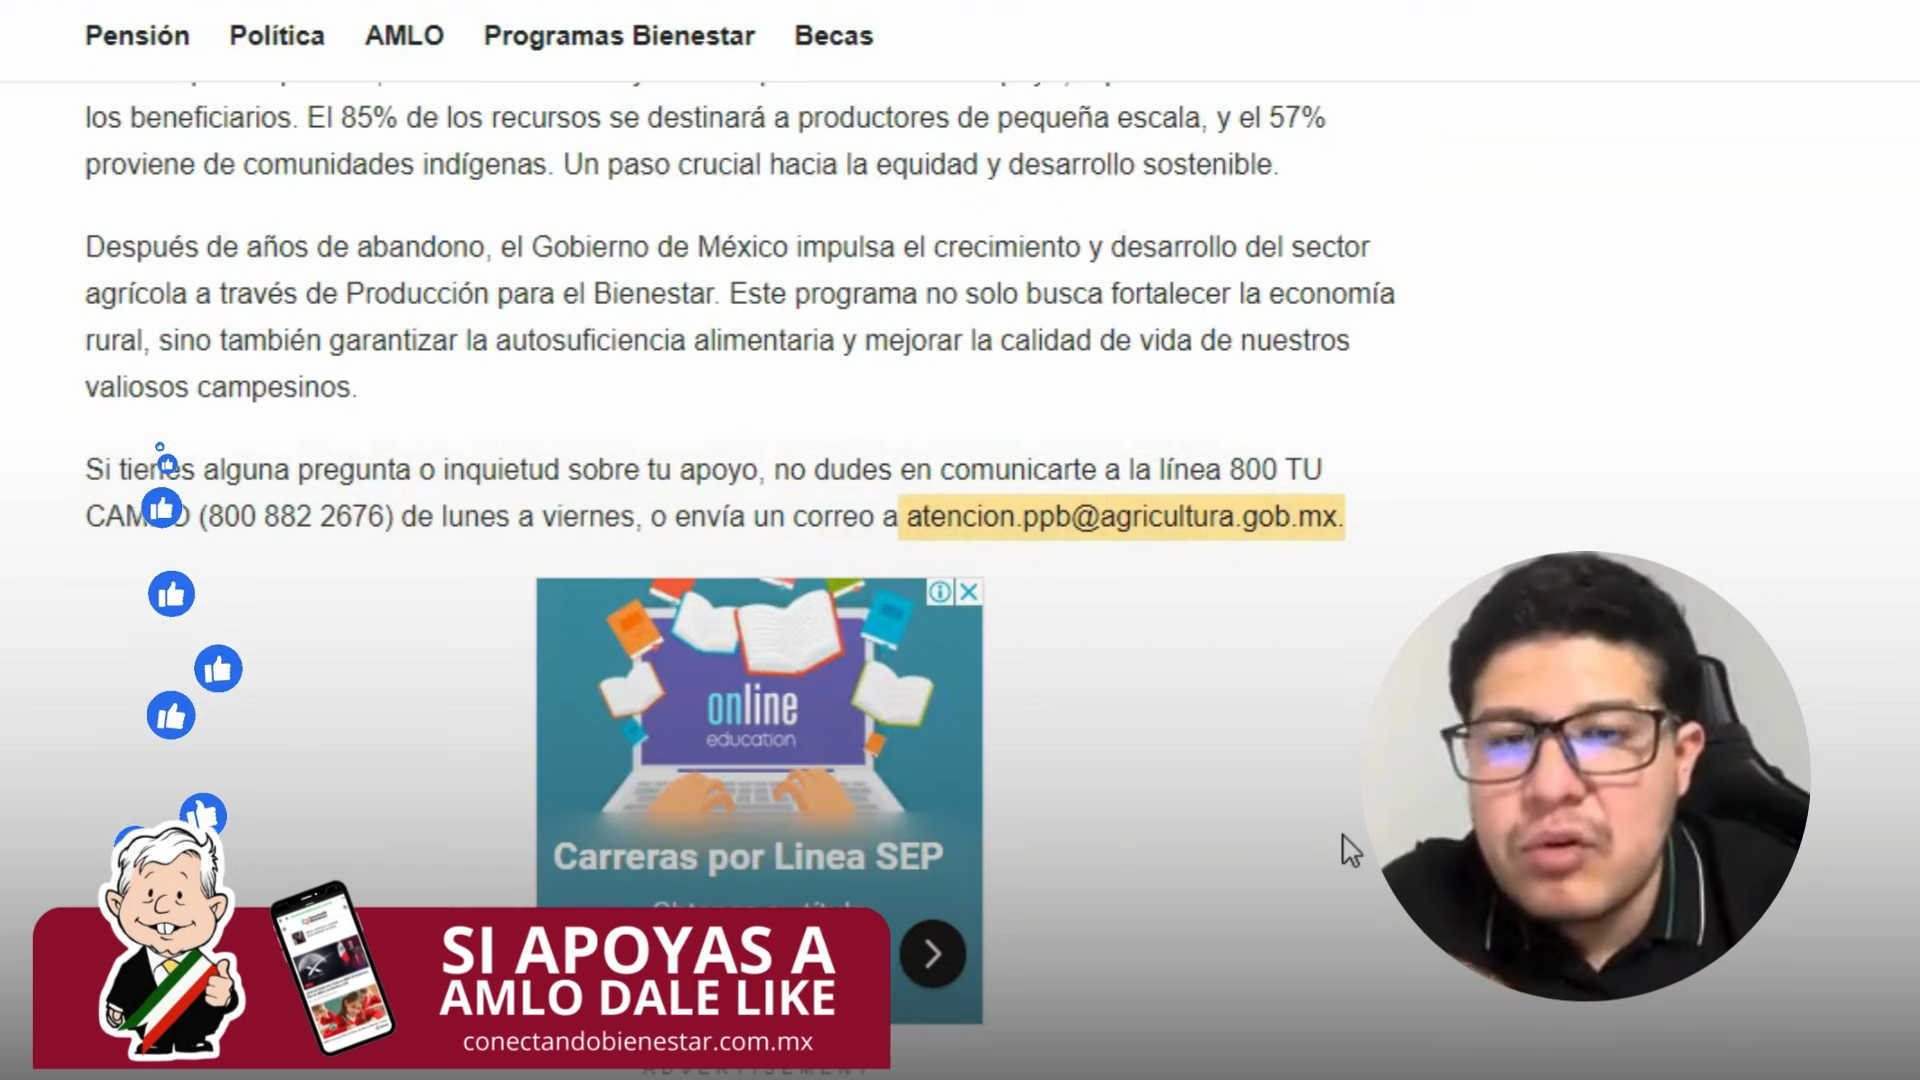 Pensión Política AMLO Programas Bienestar Becas
los beneficiarios. El 85% de los recursos se destinará a productores de pequeña escala, y el 57%
proviene de comunidades indígenas. Un paso crucial hacia la equidad y desarrollo sostenible.
Después de años de abandono, el Gobierno de México impulsa el crecimiento y desarrollo del sector
agrícola a través de Producción para el Bienestar. Este programa no solo busca fortalecer la economía
rural, sino también garantizar la autosuficiencia alimentaria y mejorar la calidad de vida de nuestros
valiosos campesinos.
Si tienes alguna pregunta o inquietud sobre tu apoyo, no dudes en comunicarte a la línea 800 TU
CAMPO (800 882 2676) de lunes a viernes, o envía un correo a atencion.ppb@agricultura.gob.mx.
online
education
Carreras por Linea SEP
SI APOYAS A
AMLO DALE LIKE
conectandobienestar.com.mx
ADVERTISEMENT